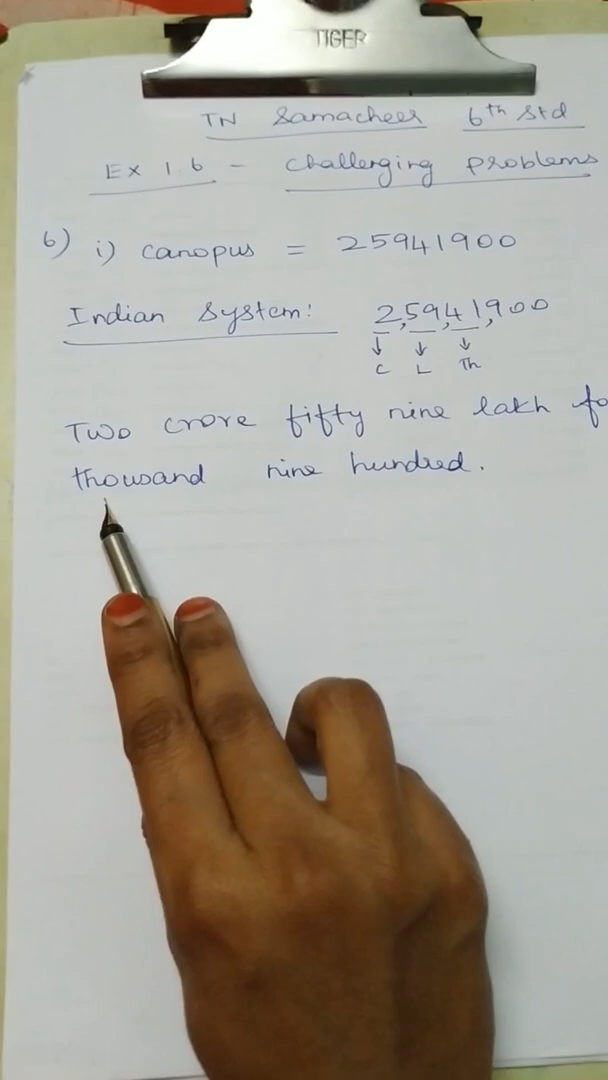 TIGER
TN Samacheer 6th Std
Ex 1.6 - Challenging Problems
6) i) canopus = 25941900
Indian System: 2,59,41,900
C L Th
Two crore fifty nine lakh fo
thousand nine hundred.